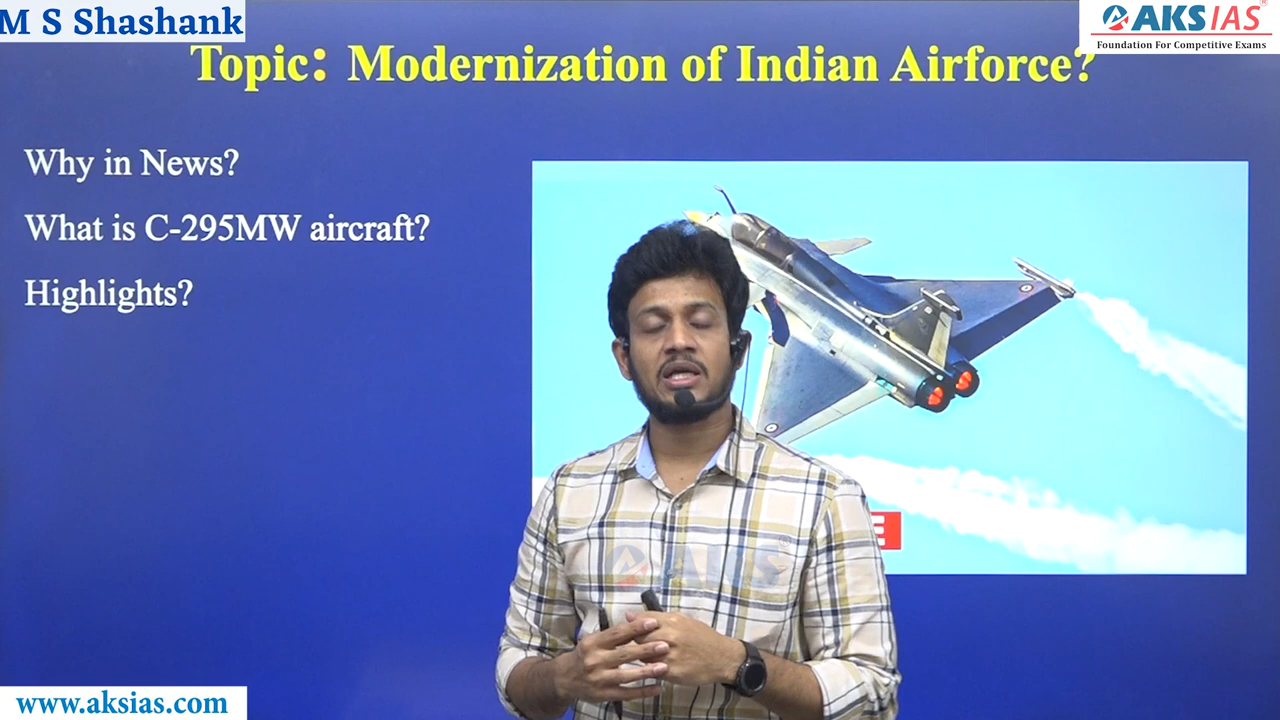 M S Shashank
AKS IAS®
Foundation For Competitive Exams
Topic: Modernization of Indian Airforce?
Why in News?
What is C-295MW aircraft?
Highlights?
AKS
E
www.aksias.com